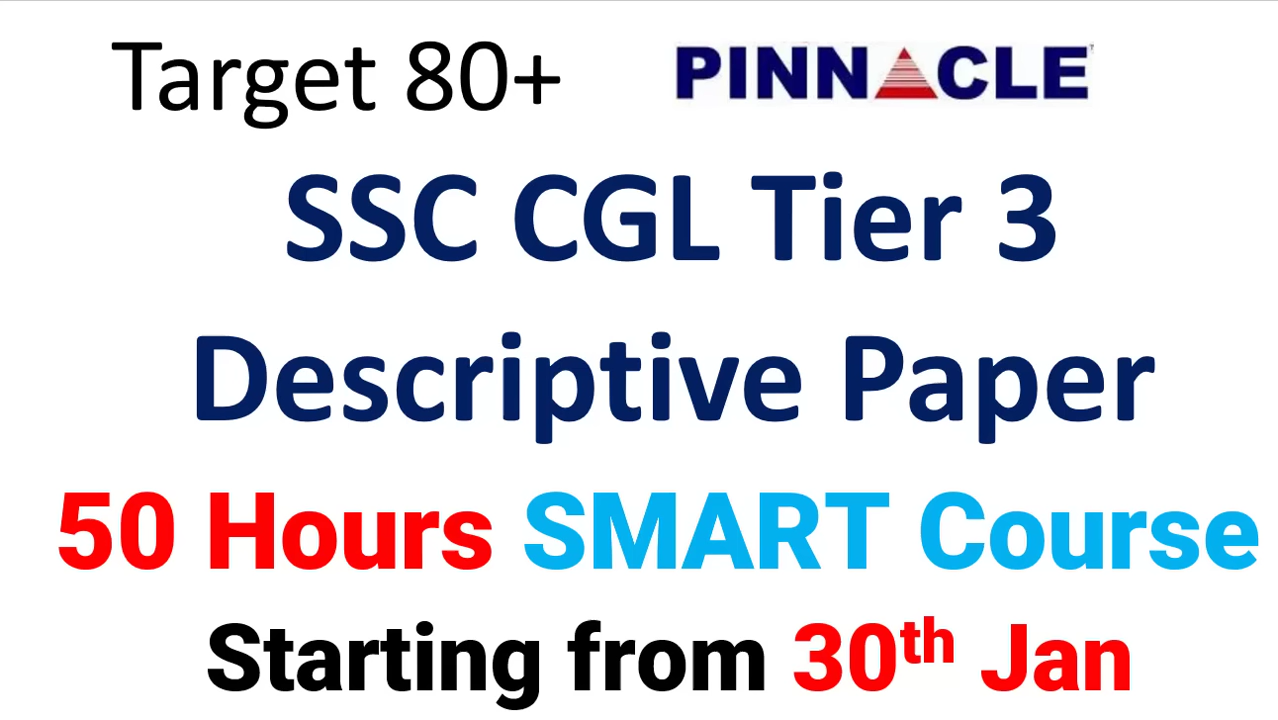 Target 80+ PINNACLE
SSC CGL Tier 3
Descriptive Paper
50 Hours SMART Course
Starting from 30th Jan